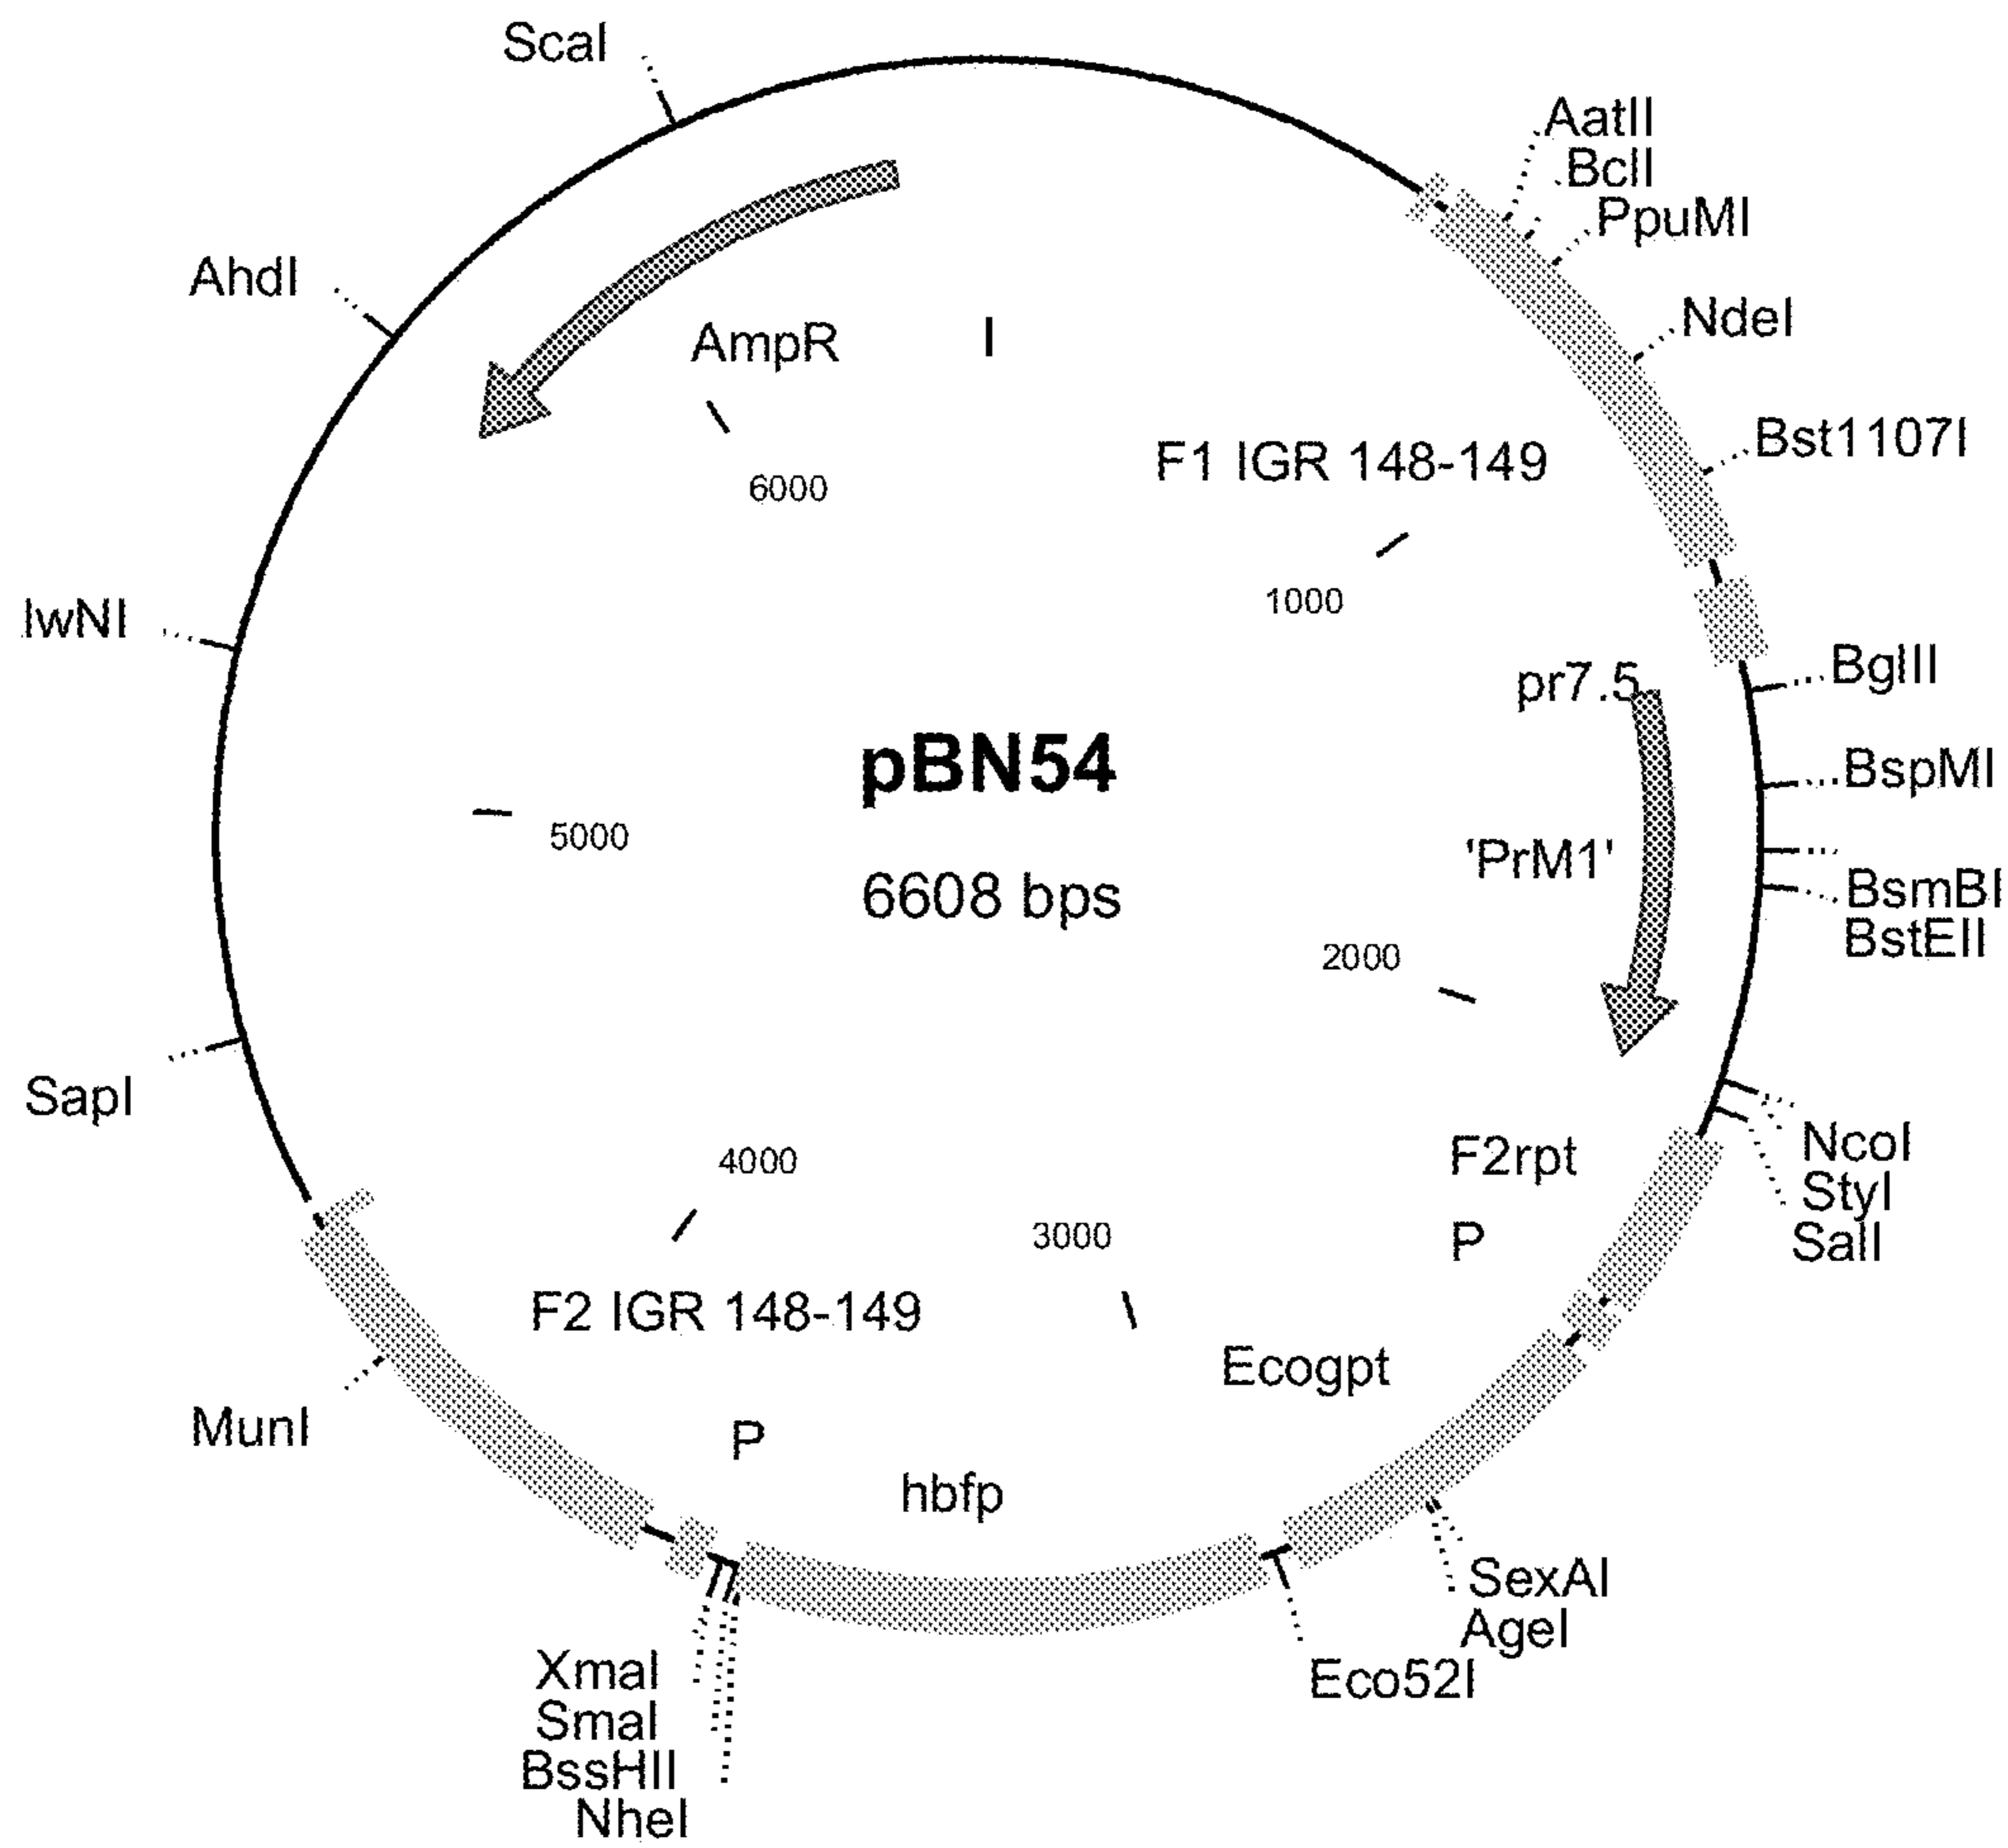 ScaI
AatII
BclI
PpuMI
AhdI
NdeI
AmpR
I
Bst1107I
F1 IGR 148-149
6000
1000
lwNI
BglII
pr7.5
pBN54
BspMI
5000
'PrM1'
6608 bps
BsmBI
BstEII
2000
SapI
NcoI
F2rpt
4000
StyI
3000
P
SalI
F2 IGR 148-149
Ecogpt
MunI
P
hbfp
SexAI
AgeI
XmaI
Eco52I
SmaI
BssHII
NheI